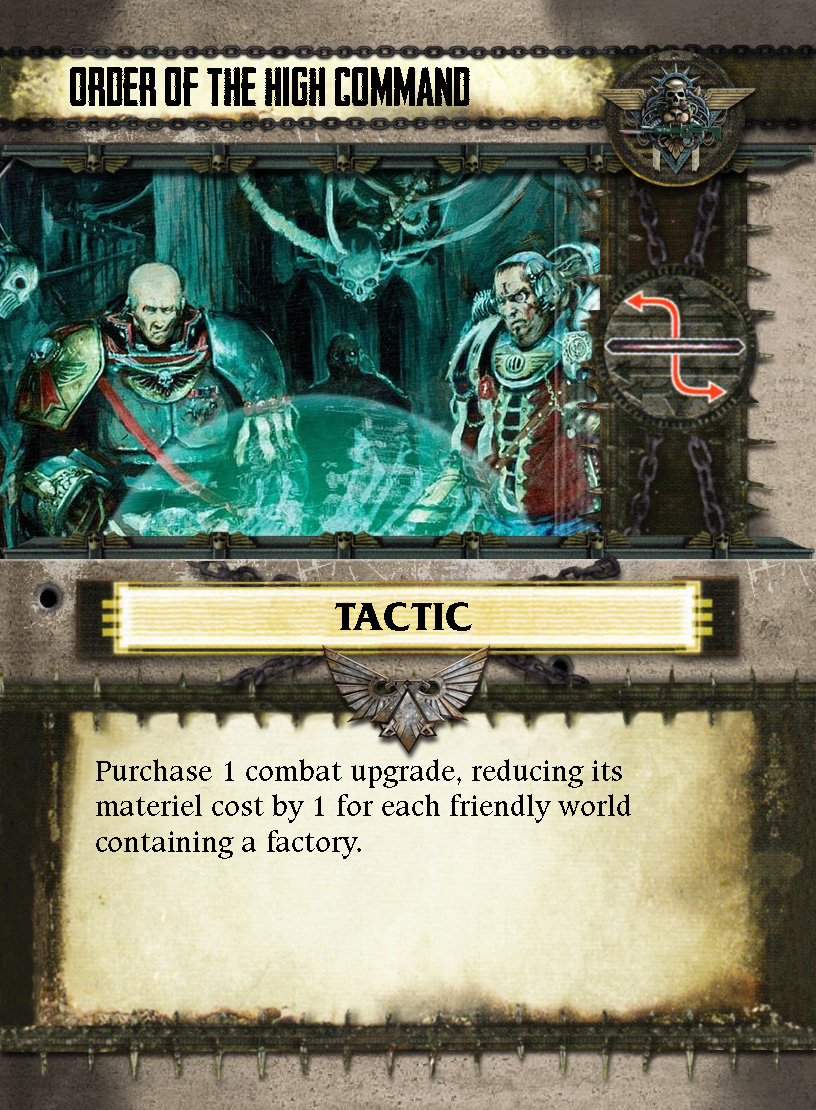 ORDER OF THE HIGH COMMAND
TACTIC
Purchase 1 combat upgrade, reducing its
materiel cost by 1 for each friendly world
containing a factory.